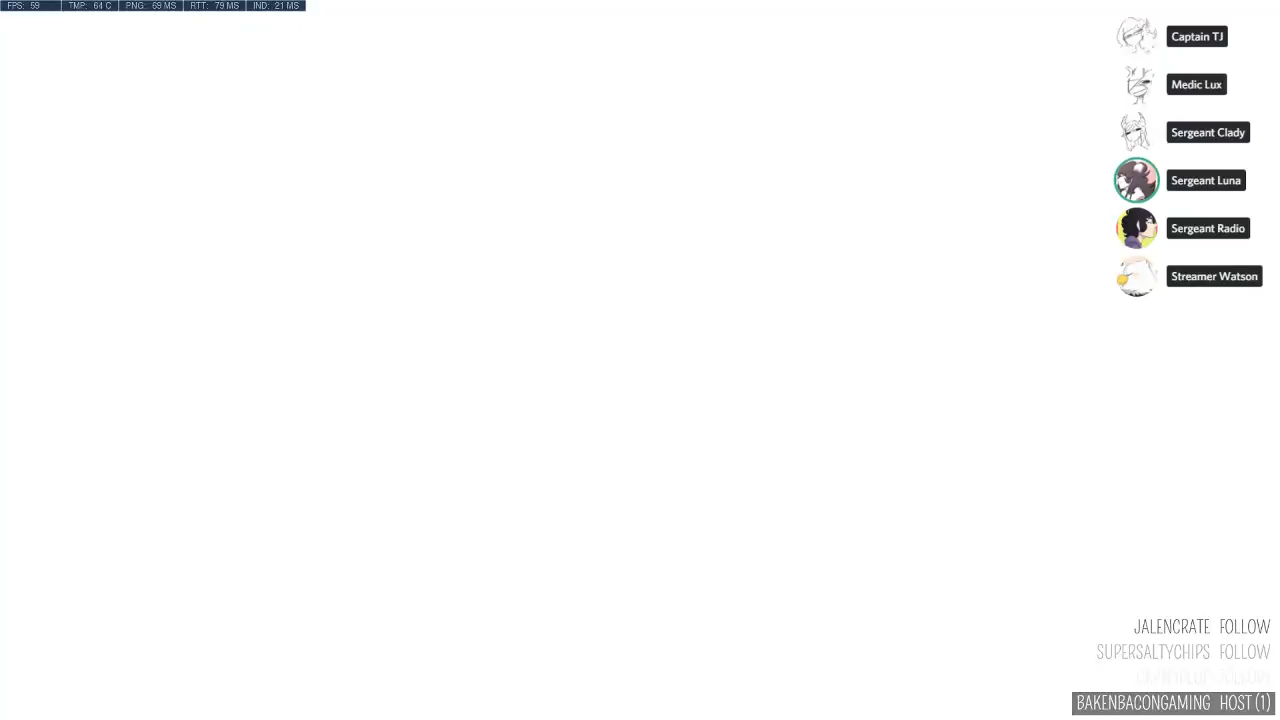 FPS: 59 TMP: 64 C PNG: 69 MS RTT: 79 MS IND: 21 MS
Captain TJ
Medic Lux
Sergeant Clady
Sergeant Luna
Sergeant Radio
Streamer Watson
JALENCRATE FOLLOW
SUPERSALTYCHIPS FOLLOW
FOLLOW
BAKENBACONGAMING HOST (1)